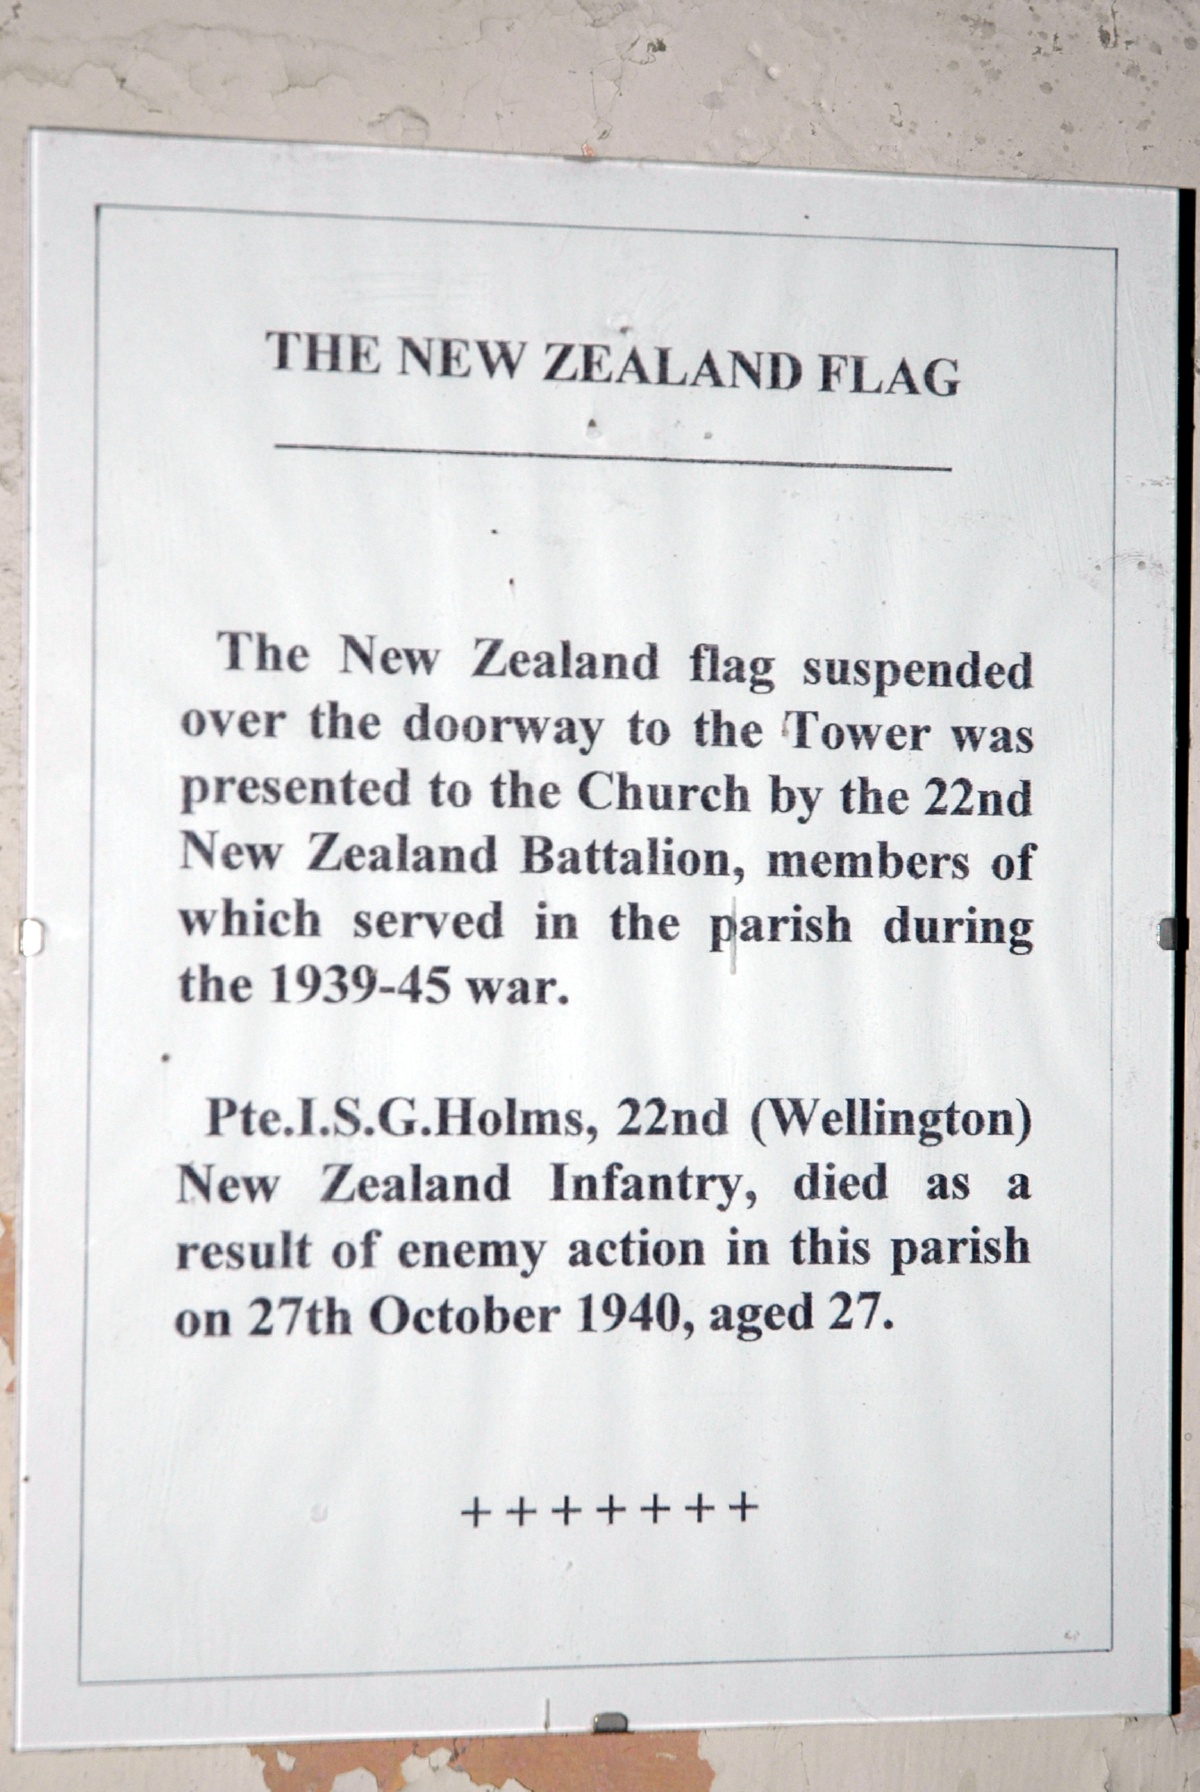 THE NEW ZEALAND FLAG
The New Zealand flag suspended
over the doorway to the Tower was
presented to the Church by the 22nd
New Zealand Battalion, members of
which served in the parish during
the 1939-45 war.
Pte.I.S.G.Holms, 22nd (Wellington)
New Zealand Infantry, died as a
result of enemy action in this parish
on 27th October 1940, aged 27.
+++++++